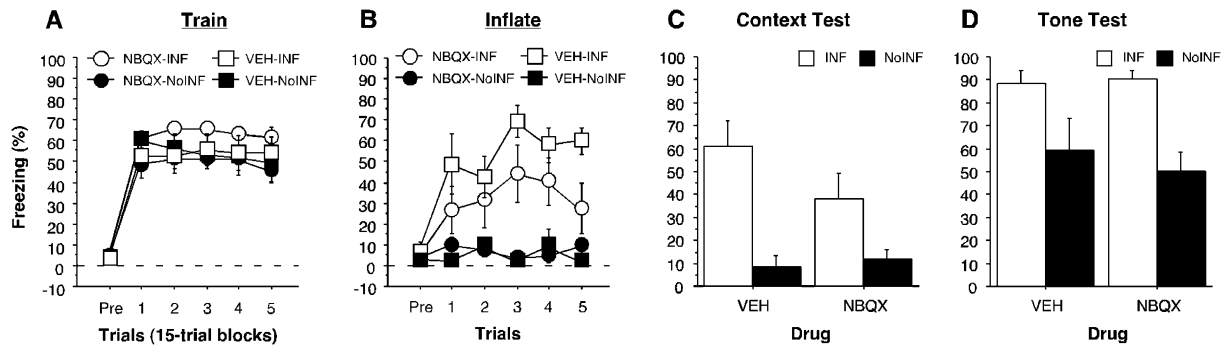 A Train
NBQX-INF VEH-INF
NBQX-NoINF VEH-NoINF
Freezing (%)
100
90
80
70
60
50
40
30
20
10
0
-10
Pre 1 2 3 4 5
Trials (15-trial blocks)
B Inflate
NBQX-INF VEH-INF
NBQX-NoINF VEH-NoINF
100
90
80
70
60
50
40
30
20
10
0
-10
Pre 1 2 3 4 5
Trials
C Context Test
INF NoINF
100
90
80
70
60
50
40
30
20
10
0
VEH NBQX
Drug
D Tone Test
INF NoINF
100
90
80
70
60
50
40
30
20
10
0
VEH NBQX
Drug